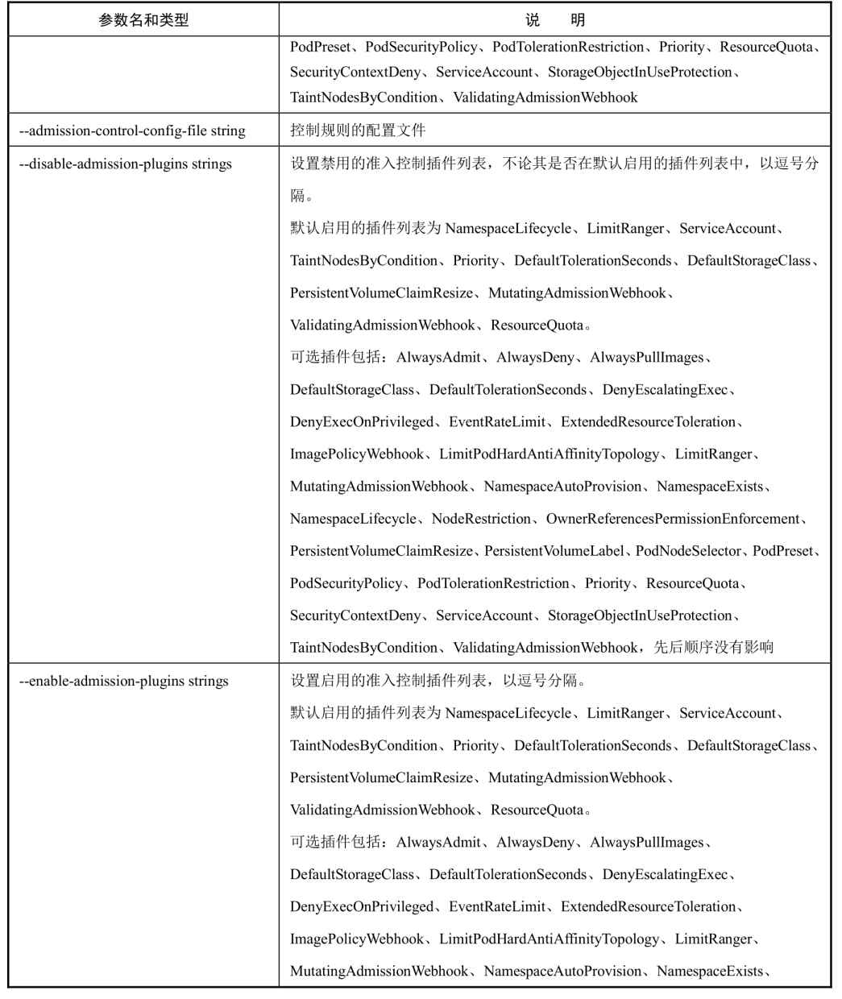 参数名和类型
说 明
PodPreset、PodSecurityPolicy、PodTolerationRestriction、Priority、ResourceQuota、
SecurityContextDeny、ServiceAccount、StorageObjectInUseProtection、
TaintNodesByCondition、ValidatingAdmissionWebhook
--admission-control-config-file string
控制规则的配置文件
--disable-admission-plugins strings
设置禁用的准入控制插件列表，不论其是否在默认启用的插件列表中，以逗号分
隔。
默认启用的插件列表为 NamespaceLifecycle、LimitRanger、ServiceAccount、
TaintNodesByCondition、Priority、DefaultTolerationSeconds、DefaultStorageClass、
PersistentVolumeClaimResize、MutatingAdmissionWebhook、
ValidatingAdmissionWebhook、ResourceQuota。
可选插件包括：AlwaysAdmit、AlwaysDeny、AlwaysPullImages、
DefaultStorageClass、DefaultTolerationSeconds、DenyEscalatingExec、
DenyExecOnPrivileged、EventRateLimit、ExtendedResourceToleration、
ImagePolicyWebhook、LimitPodHardAntiAffinityTopology、LimitRanger、
MutatingAdmissionWebhook、NamespaceAutoProvision、NamespaceExists、
NamespaceLifecycle、NodeRestriction、OwnerReferencesPermissionEnforcement、
PersistentVolumeClaimResize、PersistentVolumeLabel、PodNodeSelector、PodPreset、
PodSecurityPolicy、PodTolerationRestriction、Priority、ResourceQuota、
SecurityContextDeny、ServiceAccount、StorageObjectInUseProtection、
TaintNodesByCondition、ValidatingAdmissionWebhook，先后顺序没有影响
--enable-admission-plugins strings
设置启用的准入控制插件列表，以逗号分隔。
默认启用的插件列表为 NamespaceLifecycle、LimitRanger、ServiceAccount、
TaintNodesByCondition、Priority、DefaultTolerationSeconds、DefaultStorageClass、
PersistentVolumeClaimResize、MutatingAdmissionWebhook、
ValidatingAdmissionWebhook、ResourceQuota。
可选插件包括：AlwaysAdmit、AlwaysDeny、AlwaysPullImages、
DefaultStorageClass、DefaultTolerationSeconds、DenyEscalatingExec、
DenyExecOnPrivileged、EventRateLimit、ExtendedResourceToleration、
ImagePolicyWebhook、LimitPodHardAntiAffinityTopology、LimitRanger、
MutatingAdmissionWebhook、NamespaceAutoProvision、NamespaceExists、